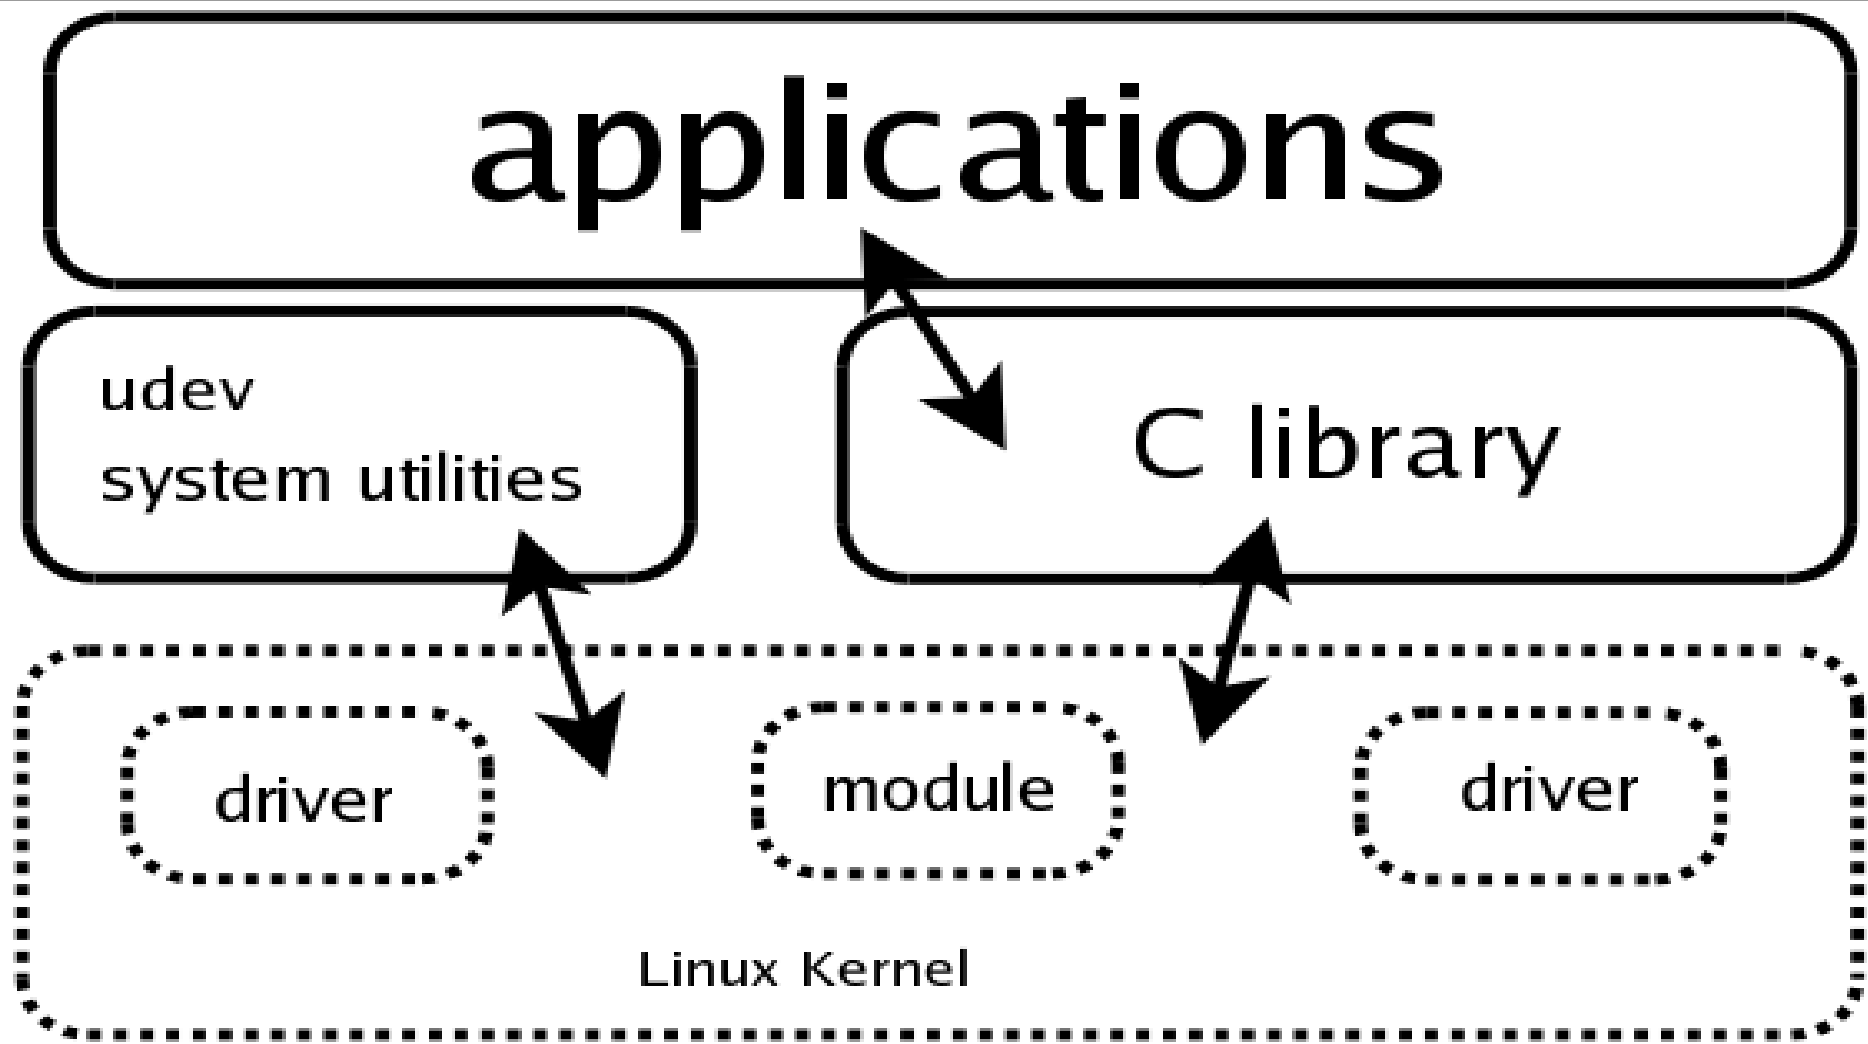 applications
udev
system utilities
C library
driver
module
driver
Linux Kernel